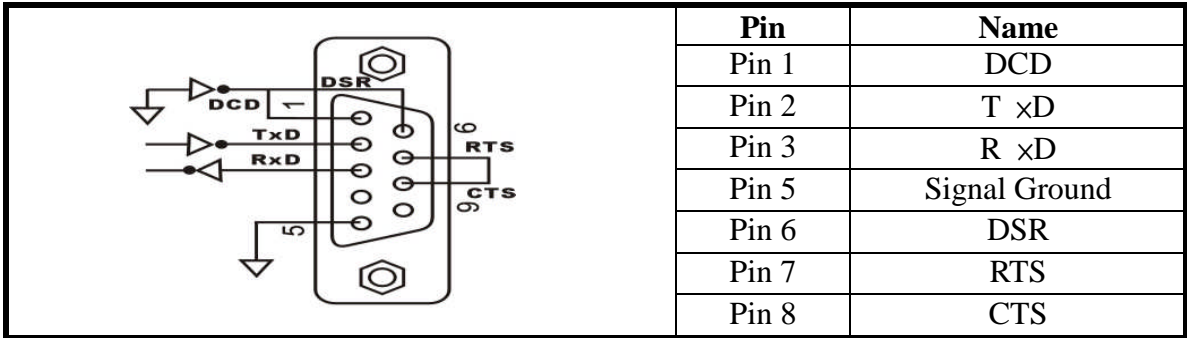 DSR
DCD
1
TxD
6
RTS
RxD
CTS
9
5
Pin Name
Pin 1 DCD
Pin 2 T ×D
Pin 3 R ×D
Pin 5 Signal Ground
Pin 6 DSR
Pin 7 RTS
Pin 8 CTS